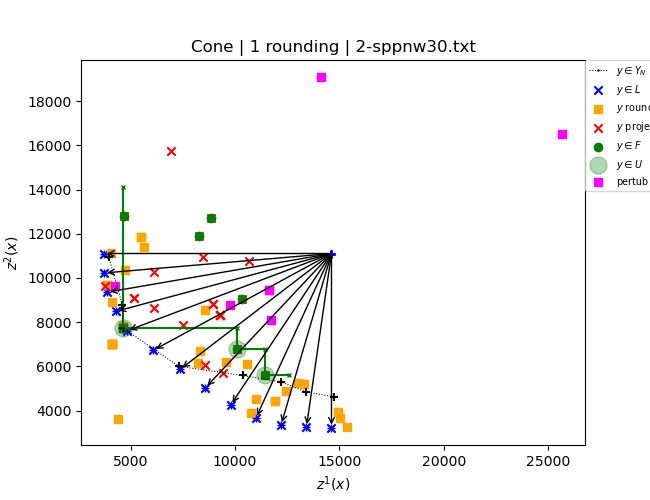 Cone | 1 rounding | 2-sppnw30.txt
z²(x)
18000
16000
14000
12000
10000
8000
6000
4000
5000
10000
15000
20000
25000
z¹(x)
y ∈ Y_N
y ∈ L
y roun
y proje
y ∈ F
y ∈ U
pertub